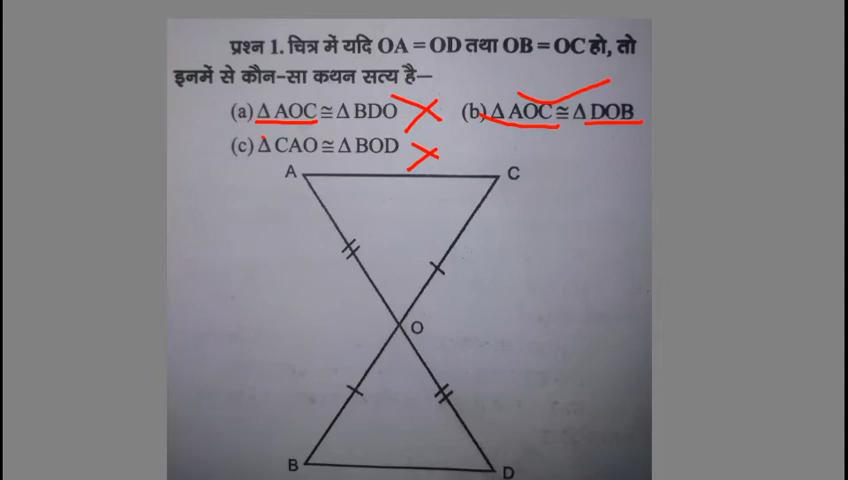 प्रश्न 1. चित्र में यदि OA = OD तथा OB = OC हो, तो
इनमें से कौन-सा कथन सत्य है—
(a) Δ AOC ≅ Δ BDO (b) Δ AOC ≅ Δ DOB
(c) Δ CAO ≅ Δ BOD
A C
O
B D